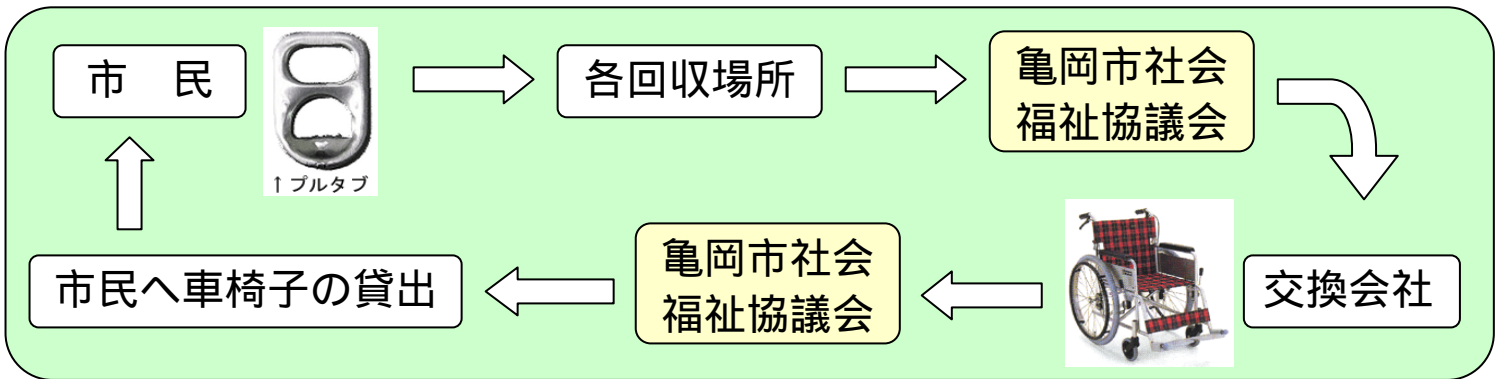 市　民
↑プルタブ
各回収場所
亀岡市社会
福祉協議会
交換会社
亀岡市社会
福祉協議会
市民へ車椅子の貸出